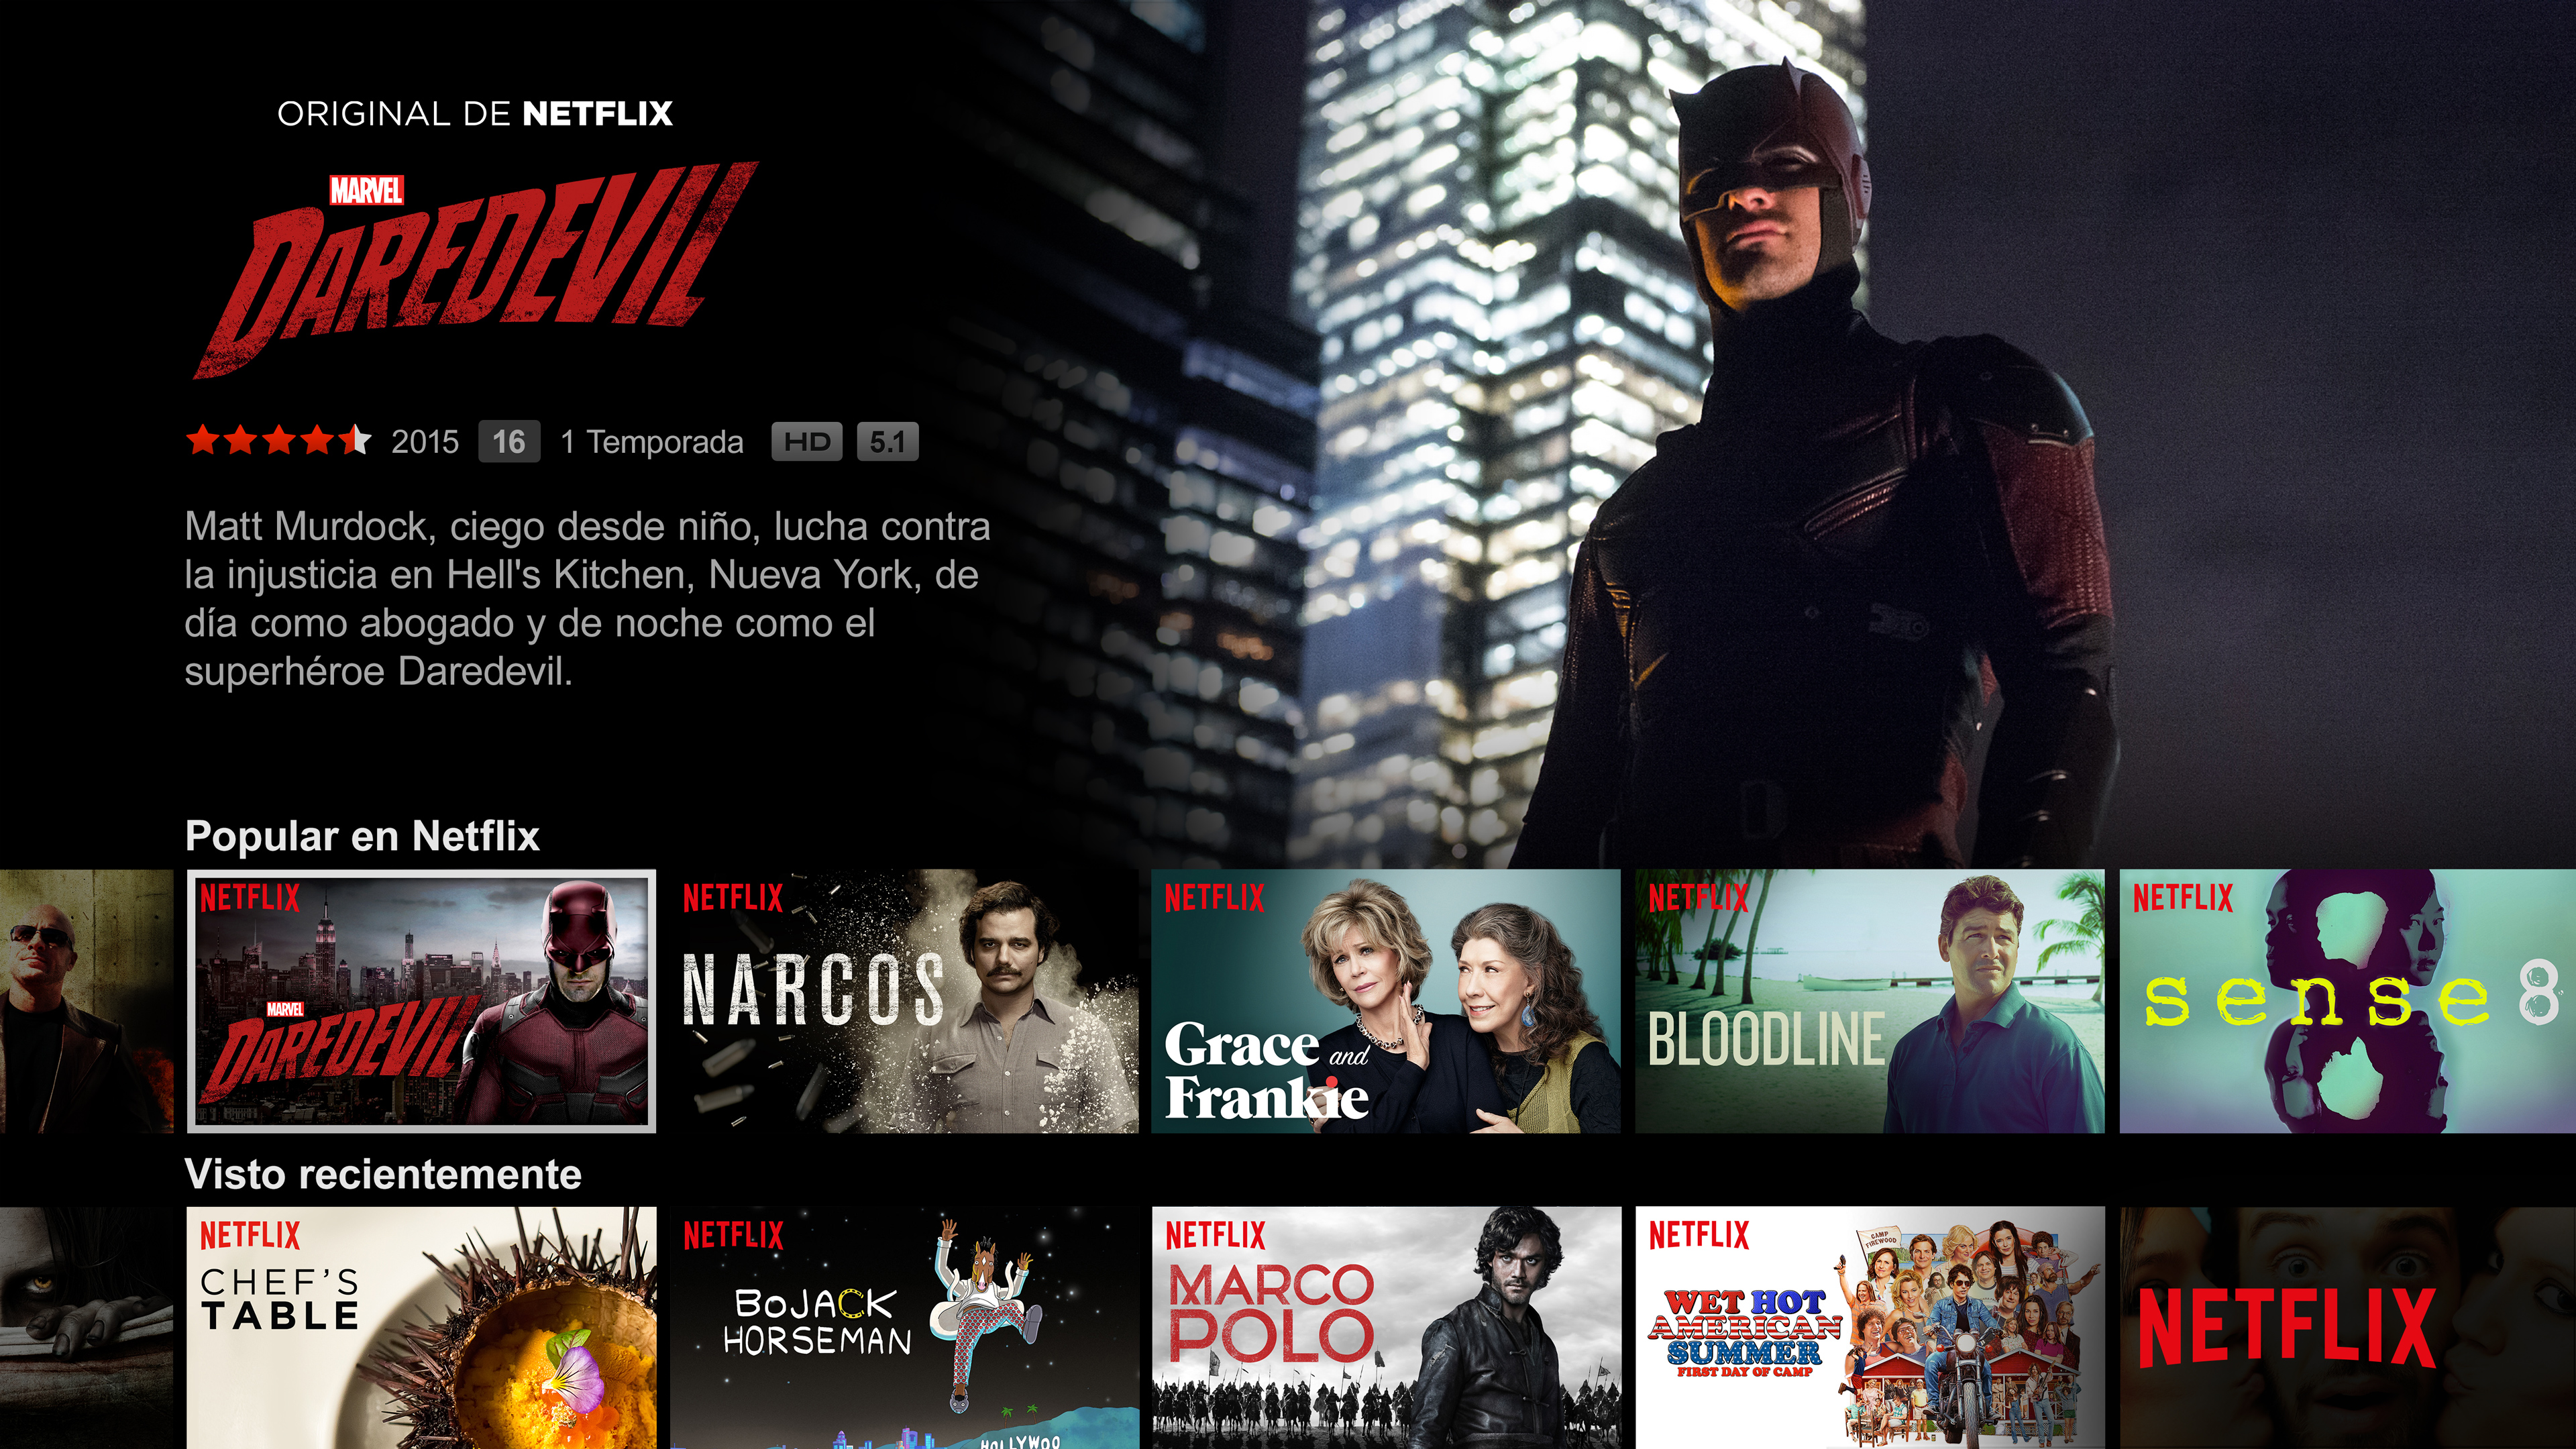 ORIGINAL DE NETFLIX
MARVEL
DAREDEVIL
2015 16 1 Temporada HD 5.1
Matt Murdock, ciego desde niño, lucha contra
la injusticia en Hell's Kitchen, Nueva York, de
día como abogado y de noche como el
superhéroe Daredevil.
Popular en Netflix
NETFLIX
MARVEL
DAREDEVIL
NETFLIX
NARCOS
NETFLIX
Grace and
Frankie
NETFLIX
BLOODLINE
NETFLIX
sense8
Visto recientemente
NETFLIX
CHEF'S
TABLE
NETFLIX
BOJACK
HORSEMAN
HOLLYWOO
NETFLIX
MARCO
POLO
NETFLIX
CAMP
FIREWOOD
WET HOT
AMERICAN
SUMMER
FIRST DAY OF CAMP
NETFLIX